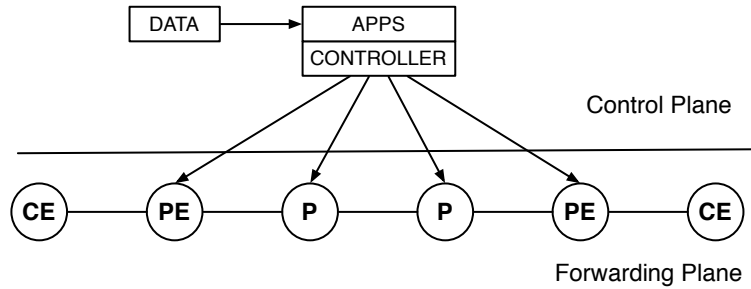 DATA
APPS
CONTROLLER
Control Plane
CE PE P P PE CE
Forwarding Plane